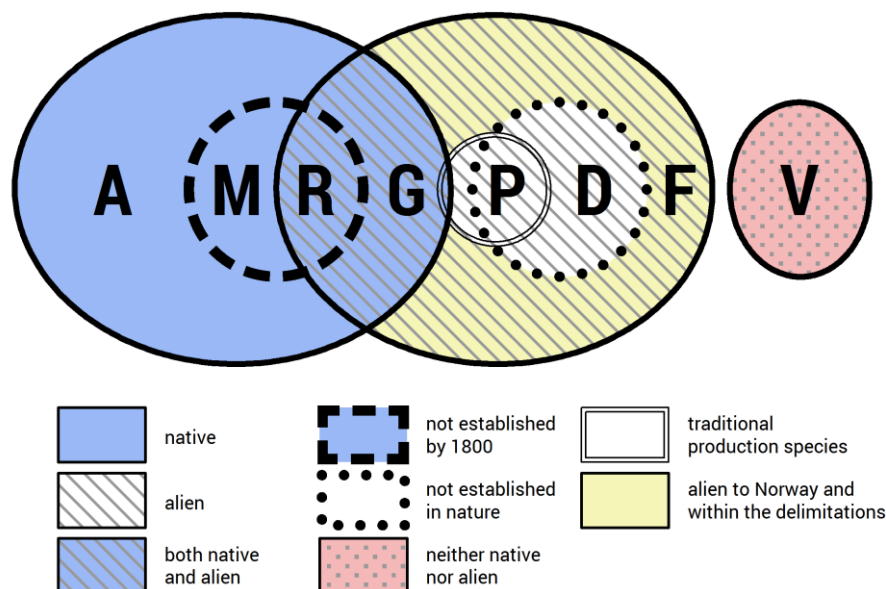 A M R G P D F V
native
not established
by 1800
traditional
production species
alien
not established
in nature
alien to Norway and
within the delimitations
both native
and alien
neither native
nor alien